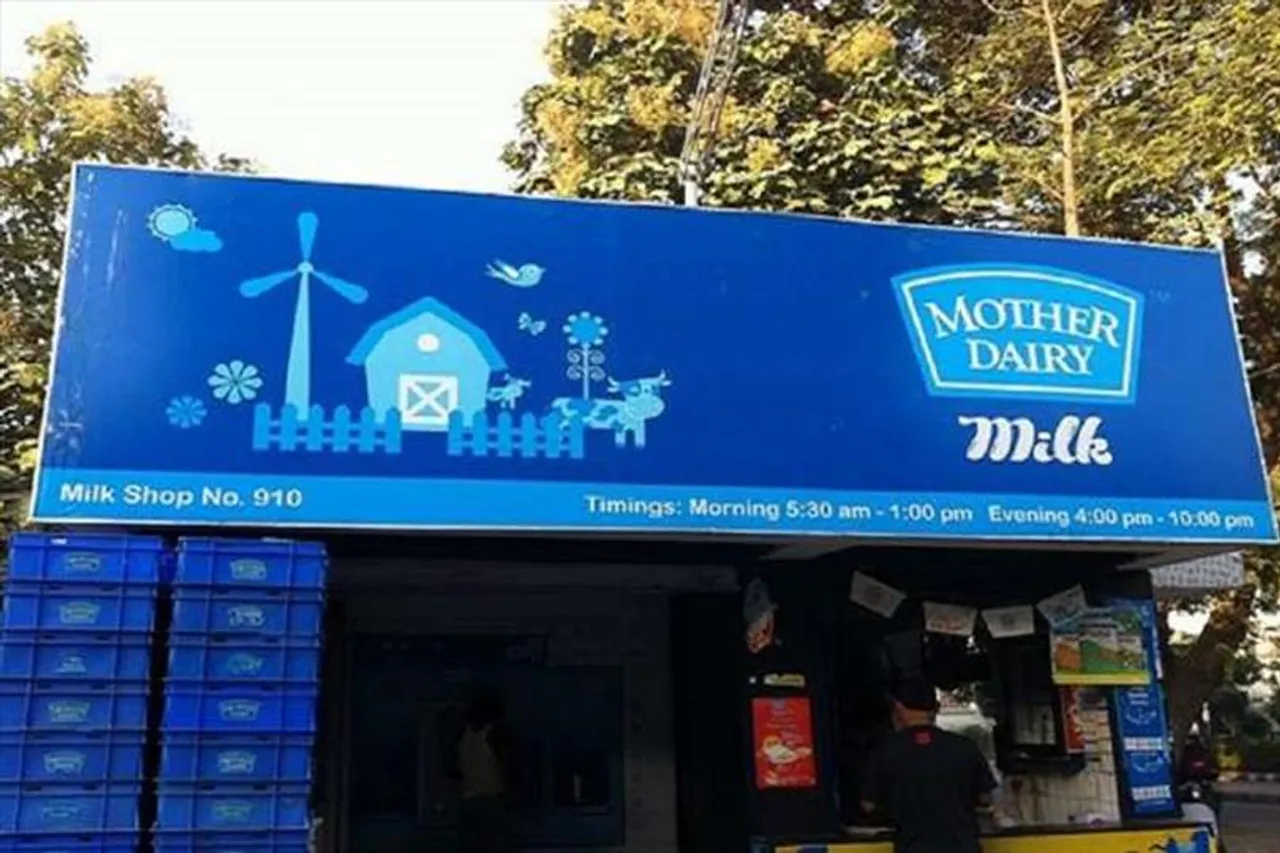 MOTHER
DAIRY
Milk
Milk Shop No. 910
Timings: Morning 5:30 am - 1:00 pm Evening 4:00 pm - 10:00 pm